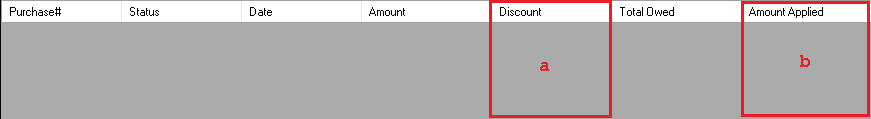 Purchase# Status Date Amount Discount Total Owed Amount Applied
a b